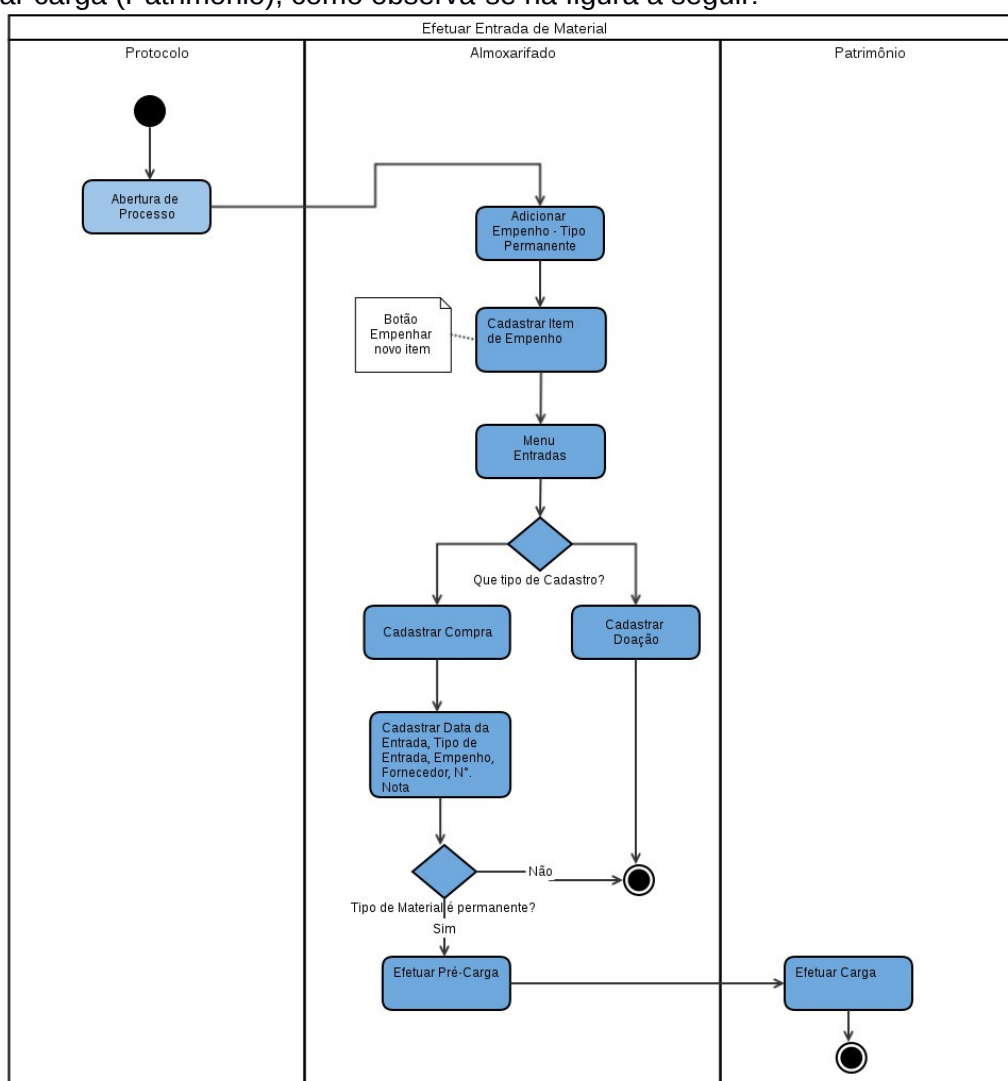 ar carga (Patrimônio), como observa-se na figura a seguir:
Efetuar Entrada de Material
Protocolo
Almoxarifado
Patrimônio
Abertura de
Processo
Adicionar
Empenho - Tipo
Permanente
Botão
Empenhar
novo item
Cadastrar Item
de Empenho
Menu
Entradas
Que tipo de Cadastro?
Cadastrar Compra
Cadastrar
Doação
Cadastrar Data da
Entrada, Tipo de
Entrada, Empenho,
Fornecedor, N°.
Nota
Não
Tipo de Material é permanente?
Sim
Efetuar Pré-Carga
Efetuar Carga